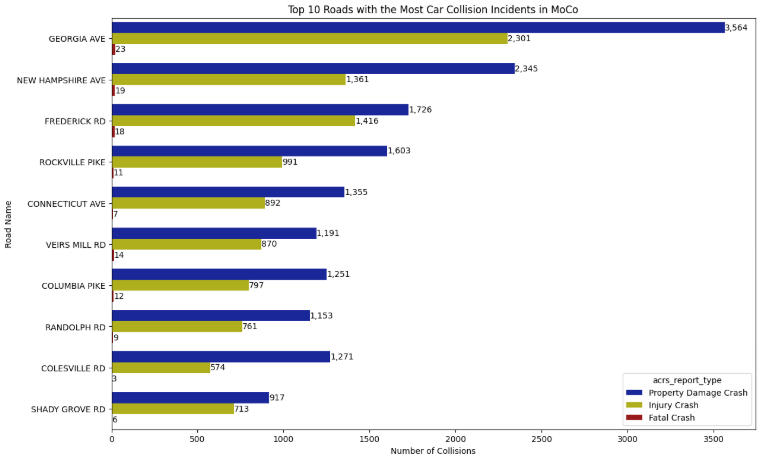 Top 10 Roads with the Most Car Collision Incidents in MoCo
Road Name
GEORGIA AVE
3,564
2,301
23
NEW HAMPSHIRE AVE
2,345
1,361
19
FREDERICK RD
1,726
1,416
18
ROCKVILLE PIKE
1,603
991
11
CONNECTICUT AVE
1,355
892
7
VEIRS MILL RD
1,191
870
14
COLUMBIA PIKE
1,251
797
12
RANDOLPH RD
1,153
761
9
COLESVILLE RD
1,271
574
3
SHADY GROVE RD
917
713
6
acrs_report_type
Property Damage Crash
Injury Crash
Fatal Crash
0 500 1000 1500 2000 2500 3000 3500
Number of Collisions